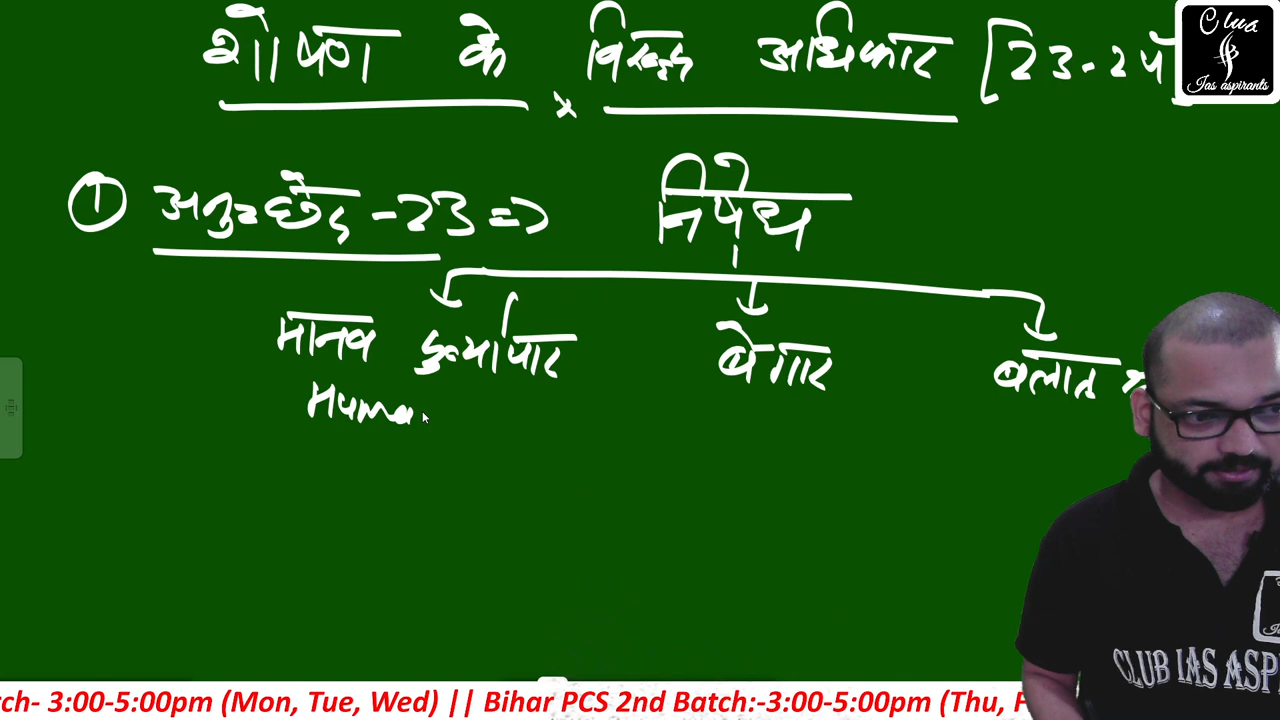 शोषण के विरुद्ध अधिकार [23-24]
Club
Ias aspirants
① अनुच्छेद - 23 => निषेध
मानव दुर्व्यापार बेगार बलात
Huma
CLUB IAS ASP
ch- 3:00-5:00pm (Mon, Tue, Wed) || Bihar PCS 2nd Batch:-3:00-5:00pm (Thu, F